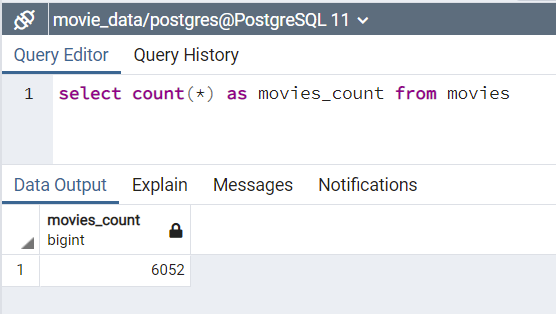 movie_data/postgres@PostgreSQL 11
Query Editor Query History
1 select count(*) as movies_count from movies
Data Output Explain Messages Notifications
movies_count
bigint
1 6052